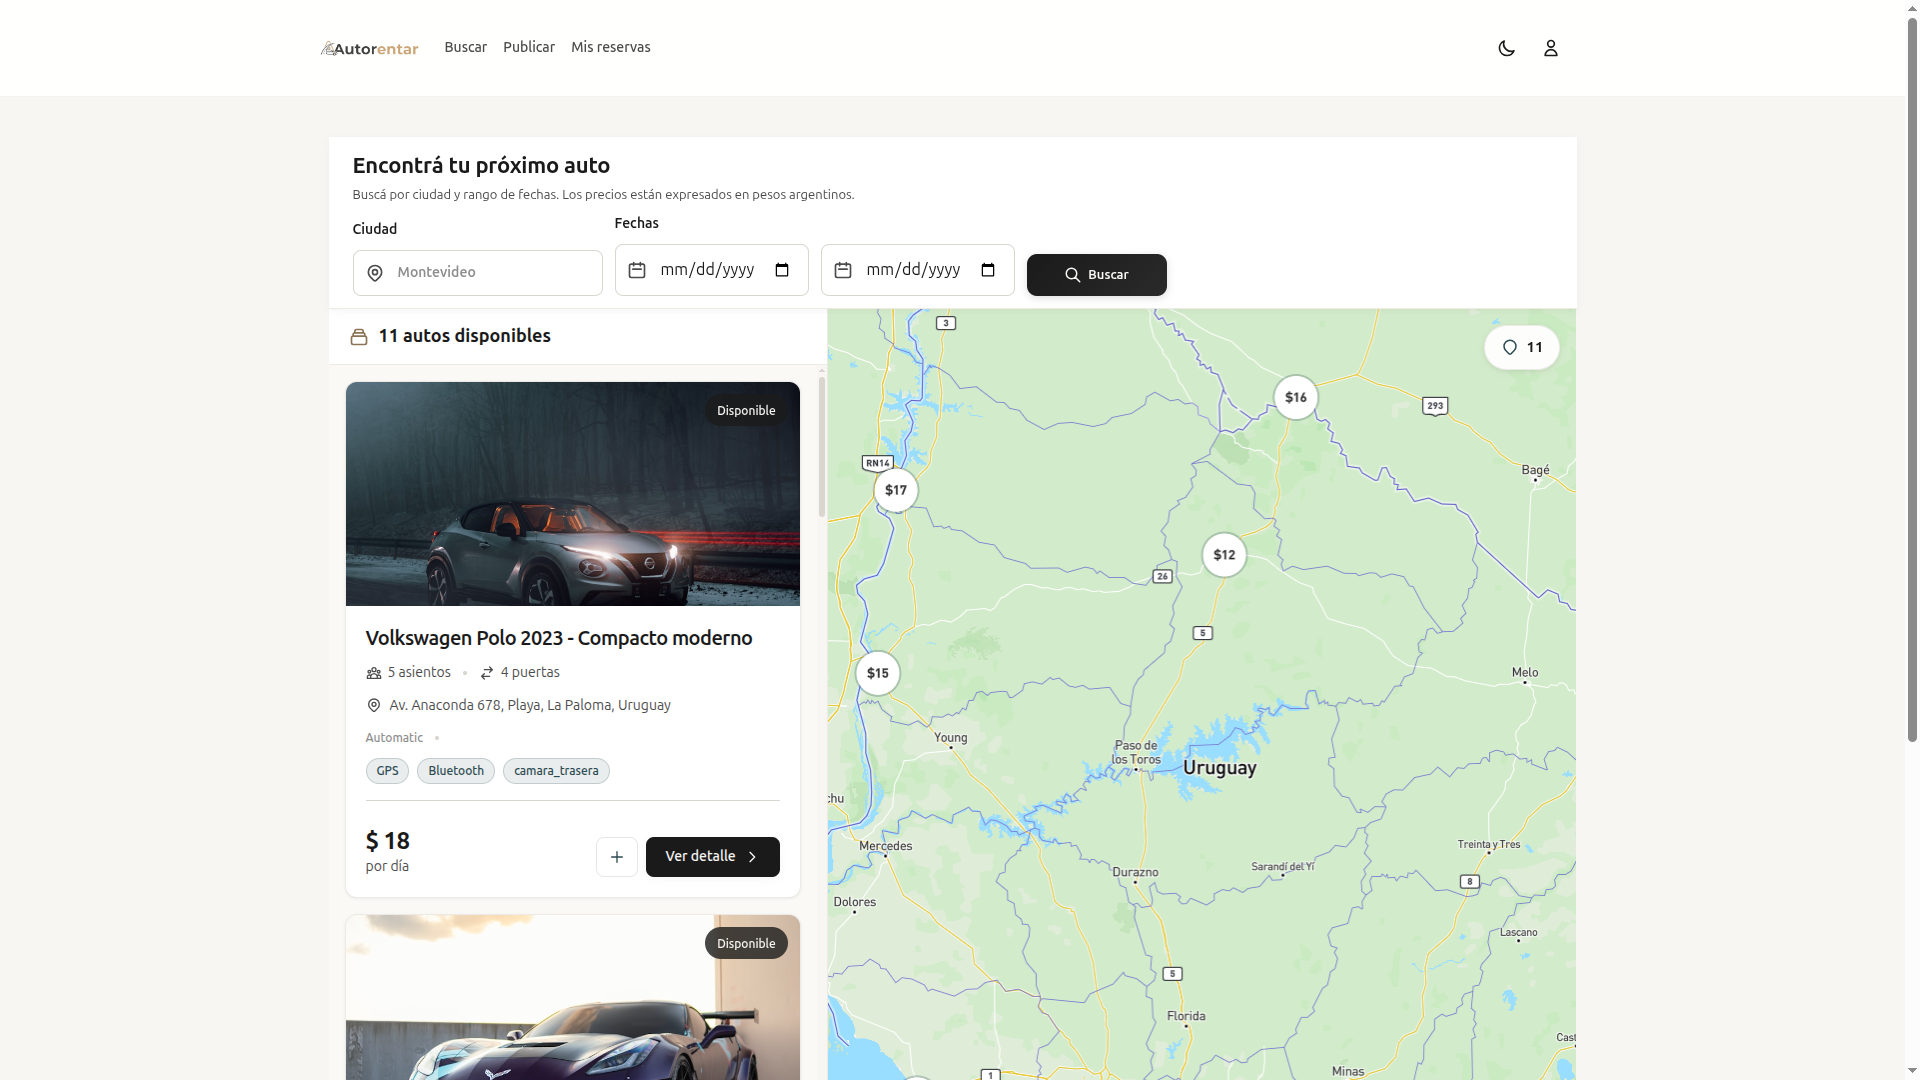 Autorentar
Buscar
Publicar
Mis reservas
Encontrá tu próximo auto
Buscá por ciudad y rango de fechas. Los precios están expresados en pesos argentinos.
Ciudad
Montevideo
Fechas
mm/dd/yyyy
mm/dd/yyyy
Buscar
11 autos disponibles
Disponible
Volkswagen Polo 2023 - Compacto moderno
5 asientos
4 puertas
Av. Anaconda 678, Playa, La Paloma, Uruguay
Automatic
GPS
Bluetooth
camara_trasera
$ 18
por día
Ver detalle
Disponible
11
3
$16
293
RN14
Bagé
$17
$12
26
5
$15
Melo
Young
Paso de
los Toros
Uruguay
chu
Mercedes
Treinta y Tres
Sarandí del Yí
Durazno
8
Dolores
Lascano
5
Florida
Cast
Minas
1